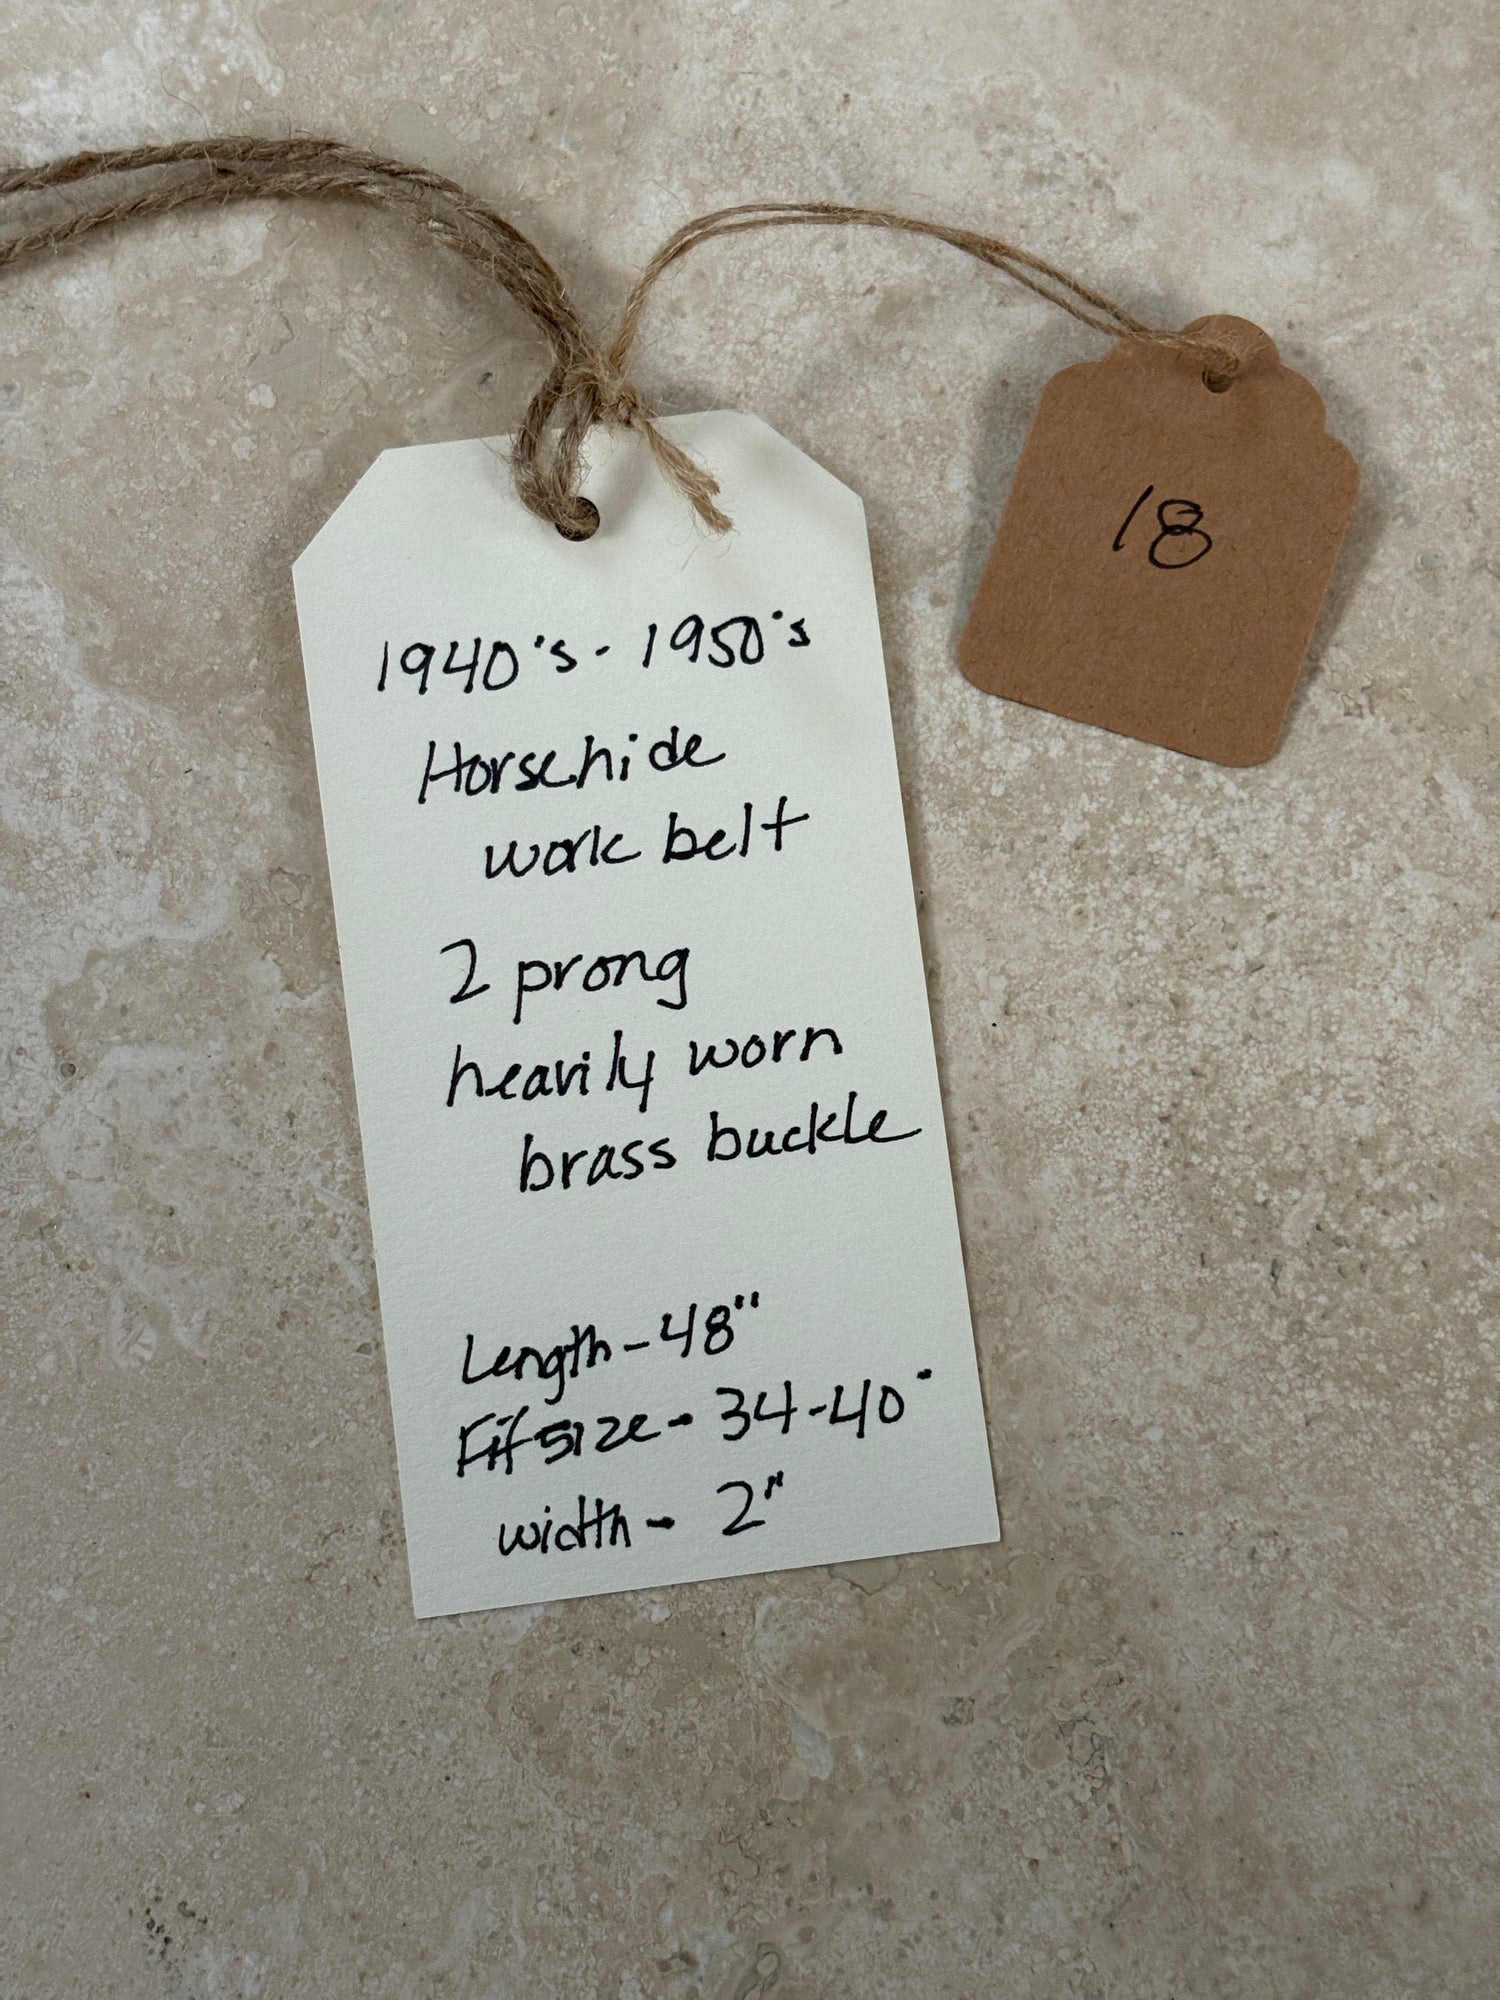 1940's - 1950's
Horsehide
work belt
2 prong
heavily worn
brass buckle
Length - 48"
Fit size - 34-40"
width - 2"
18